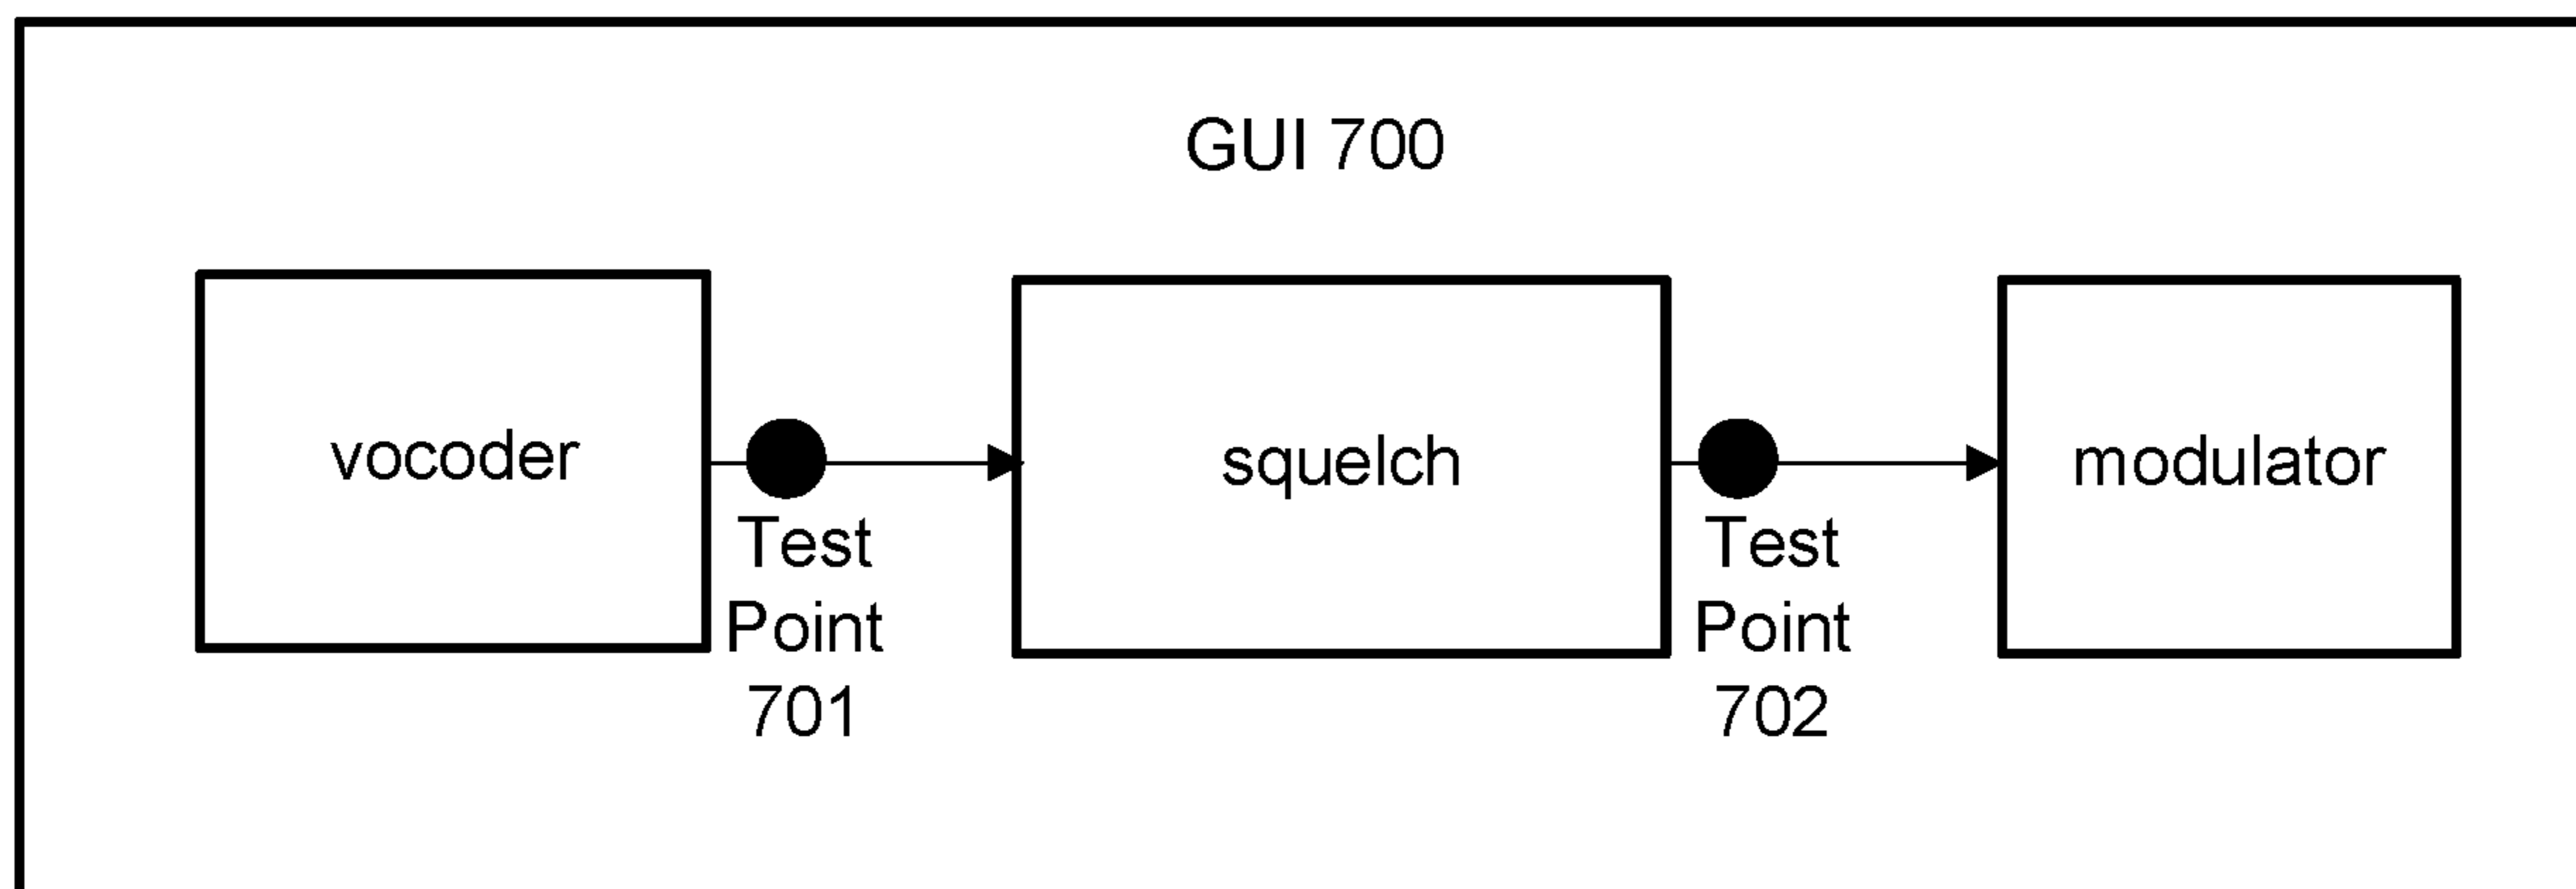 GUI 700
vocoder
squelch
modulator
Test
Point
701
Test
Point
702